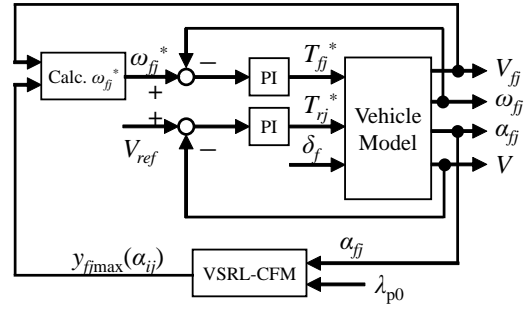 Calc. ω_fj^*
ω_fj^*
−
+
+
PI
T_fj^*
V_fj
ω_fj
α_fj
V
Vehicle
Model
V_ref
−
PI
T_rj^*
δ_f
y_fjmax(α_ij)
VSRL-CFM
α_fj
λ_p0